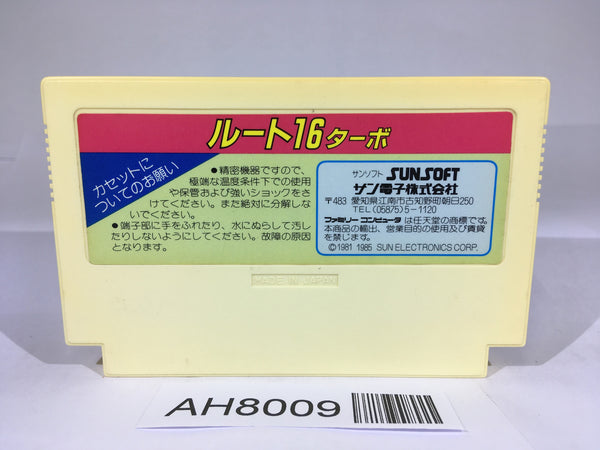 ルート16ターボ
カセットに
ついてのお願い
●精密機器ですので、
極端な温度条件下での使用
や保管および強いショックをさ
けてください。また絶対に分解しな
いでください。
●端子部に手をふれたり、水にぬらして汚し
たりしないようにしてください。故障の原因
となります。
サンソフト SUNSOFT
サン電子株式会社
〒483 愛知県江南市古知野町朝日250
TEL (05875)5-1120
ファミリーコンピュータ は任天堂の商標です。
本商品の輸出、営業目的の使用及び賃貸
を禁じます。
©1981 1985 SUN ELECTRONICS CORP.
MADE IN JAPAN
AH8009